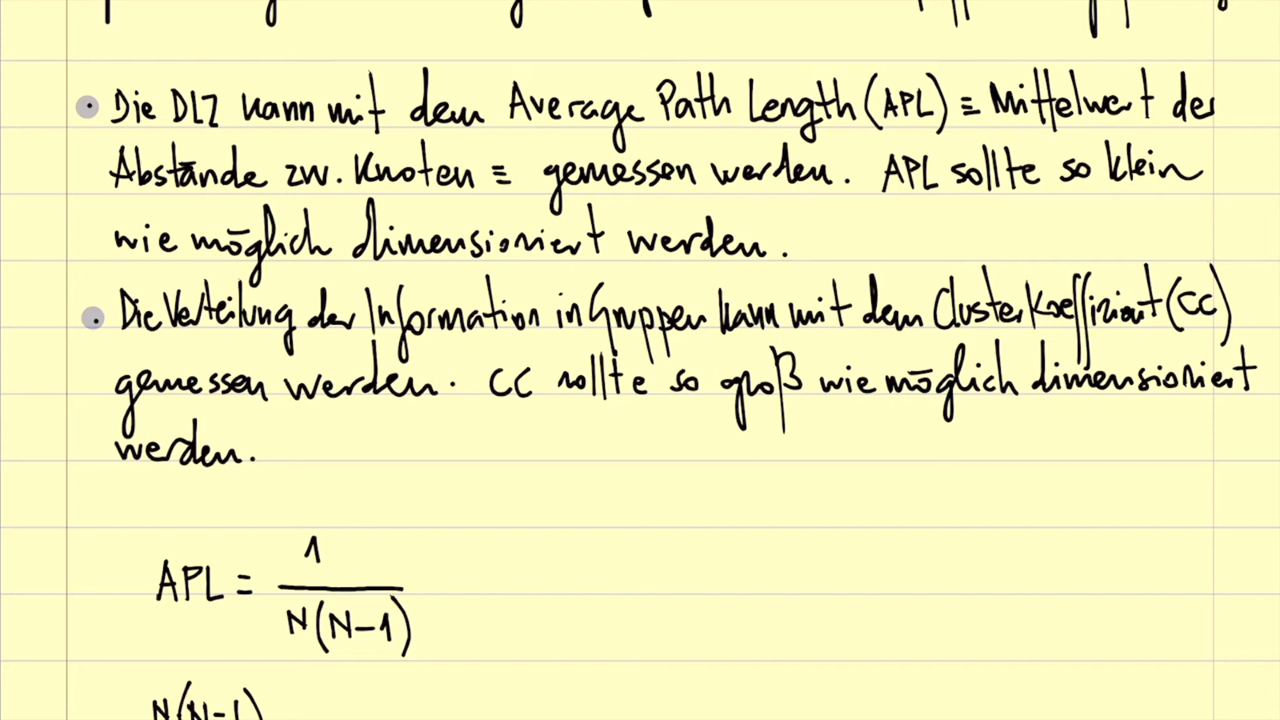 • Die DLZ kann mit dem Average Path Length (APL) ≡ Mittelwert der
Abstände zw. Knoten ≡ gemessen werden. APL sollte so klein
wie möglich dimensioniert werden.
• Die Verteilung der Information in Gruppen kann mit dem Clusterkoeffizient (CC)
gemessen werden. CC sollte so groß wie möglich dimensioniert
werden.
APL = 1
N(N-1)
N(N-1)